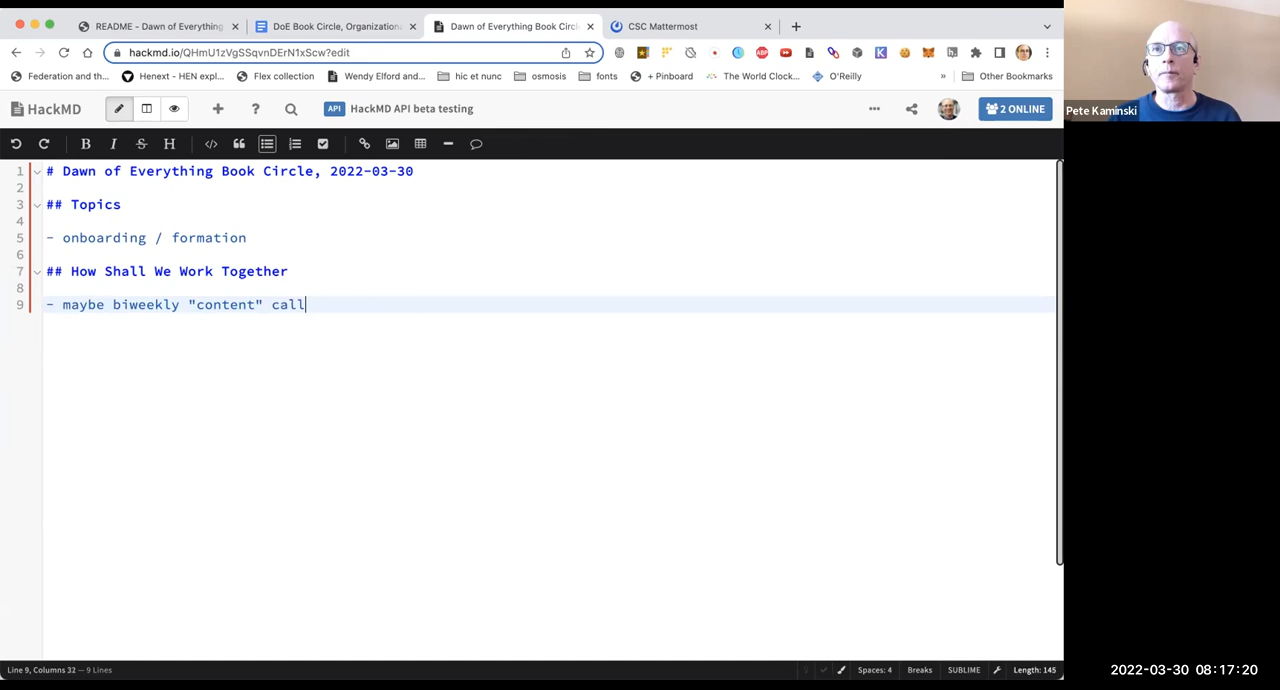 README - Dawn of Everything
DoE Book Circle, Organizationa
Dawn of Everything Book Circ
CSC Mattermost
hackmd.io/QHmU1zVgSSqvnDErN1xScw?edit
Federation and th...
Henext - HEN expl...
Flex collection
Wendy Elford and...
hic et nunc
osmosis
fonts
+ Pinboard
The World Clock...
O'Reilly
»
Other Bookmarks
HackMD
API HackMD API beta testing
2 ONLINE
1 # Dawn of Everything Book Circle, 2022-03-30
2
3 ## Topics
4
5 - onboarding / formation
6
7 ## How Shall We Work Together
8
9 - maybe biweekly "content" call
Line 9, Columns 32 — 9 Lines
Spaces: 4
Breaks
SUBLIME
Length: 145
Pete Kaminski
2022-03-30 08:17:20